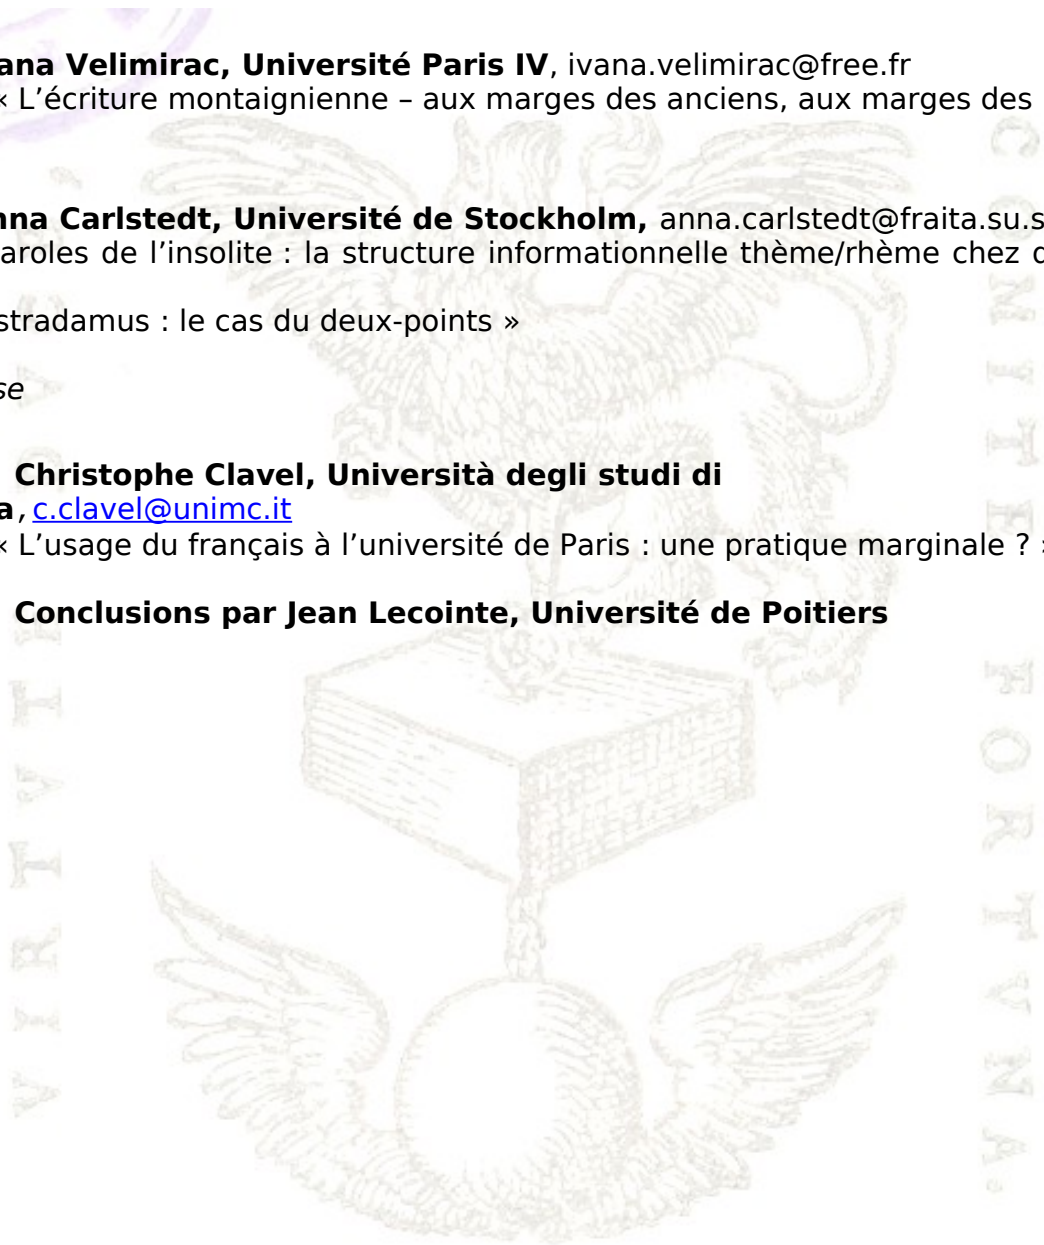 ana Velimirac, Université Paris IV, ivana.velimirac@free.fr
« L’écriture montaignienne – aux marges des anciens, aux marges des
nna Carlstedt, Université de Stockholm, anna.carlstedt@fraita.su.s
aroles de l’insolite : la structure informationnelle thème/rhème chez
stradamus : le cas du deux-points »
se
Christophe Clavel, Università degli studi di
a, c.clavel@unimc.it
« L’usage du français à l’université de Paris : une pratique marginale ? »
Conclusions par Jean Lecointe, Université de Poitiers
COMITE FORTVNA.